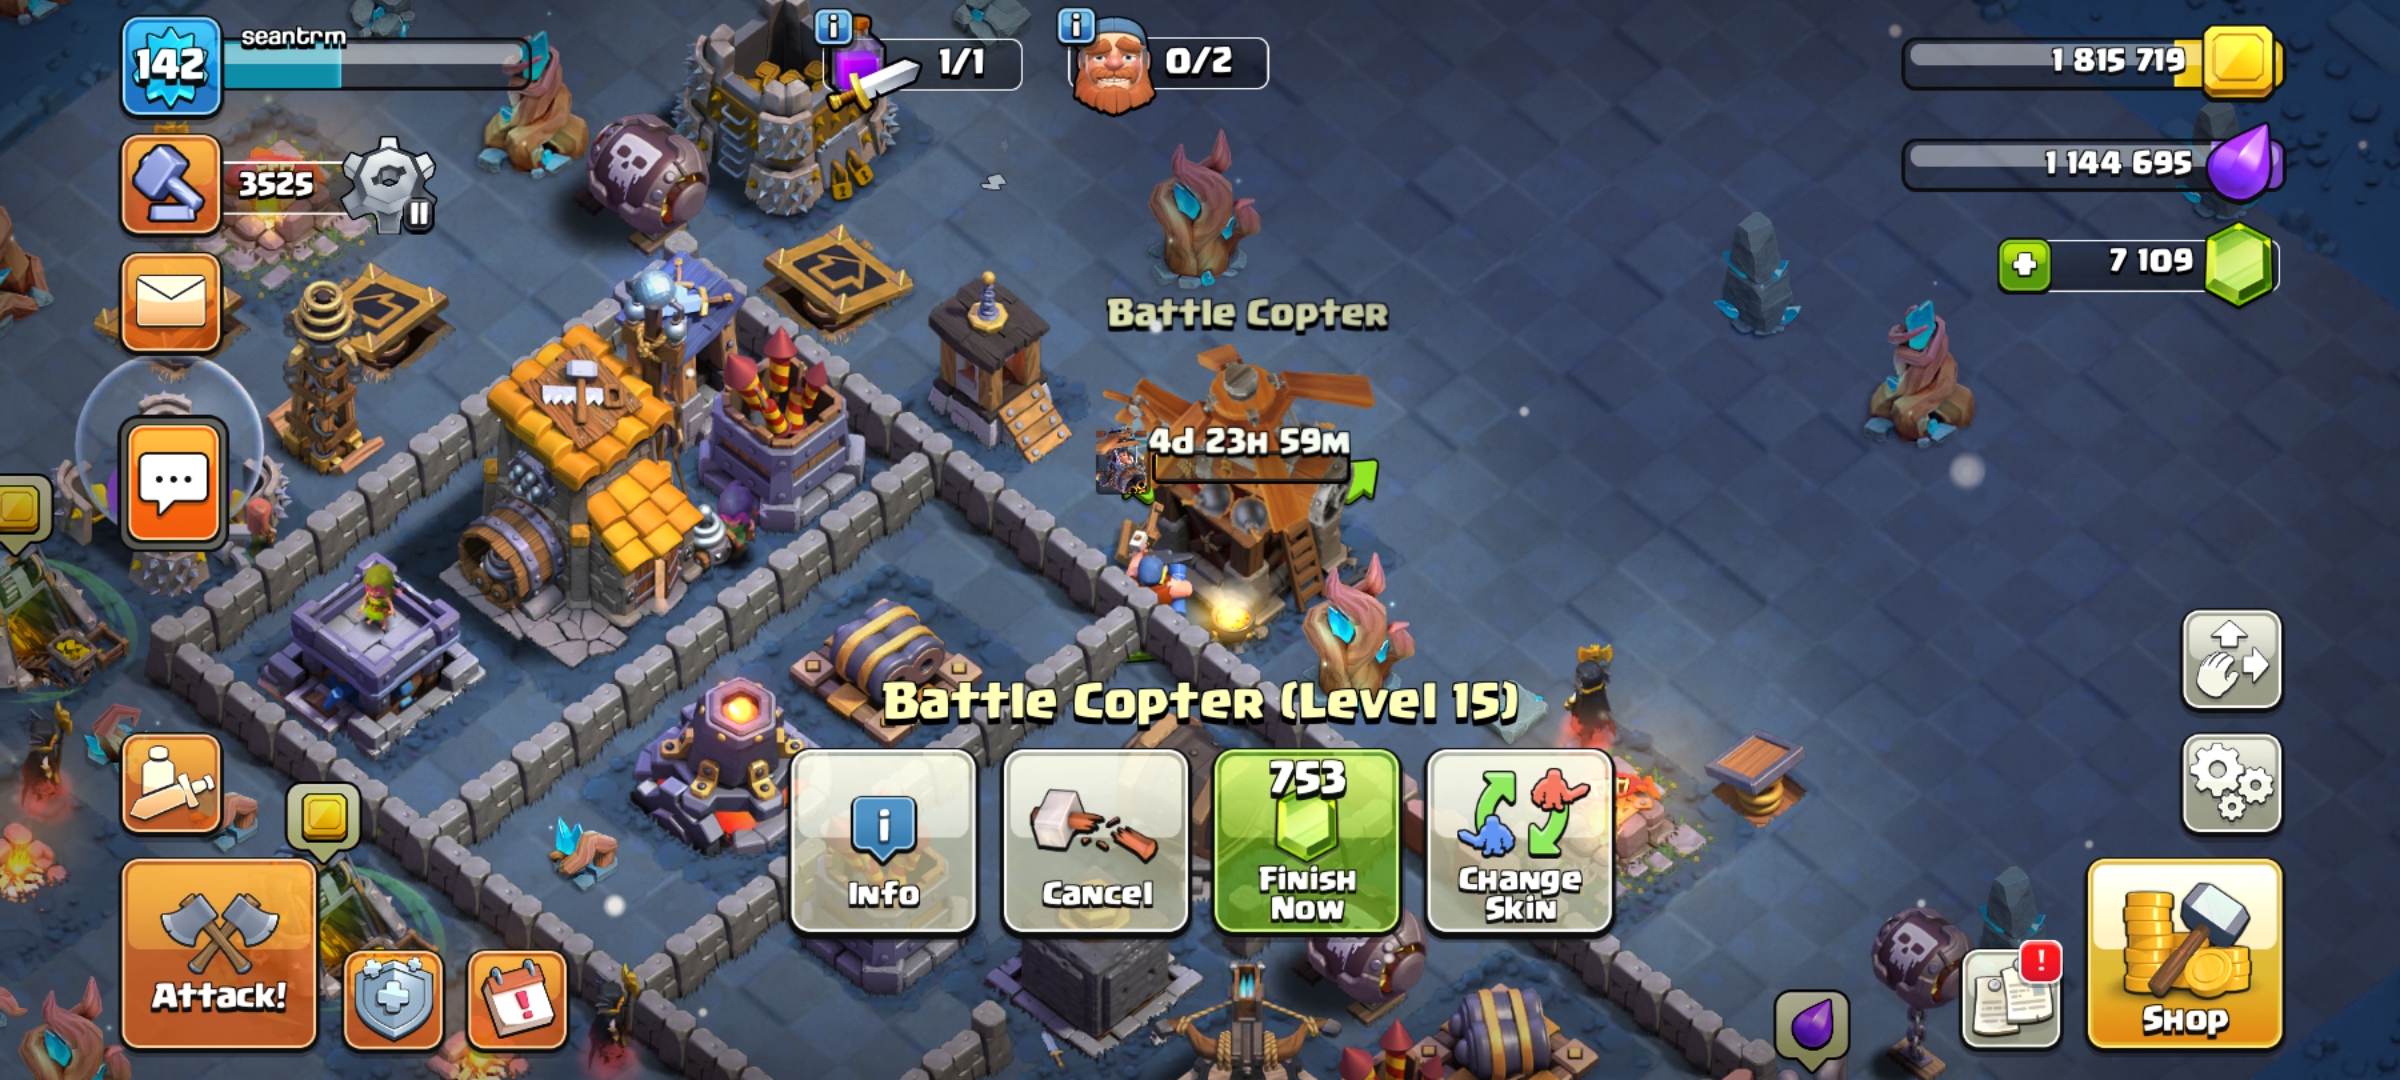 142
seantrm
1/1
0/2
1 815 719
3525
1 144 695
7 109
Battle Copter
4d 23H 59M
Battle Copter (Level 15)
Info
Cancel
753
Finish
Now
Change
Skin
Attack!
Shop